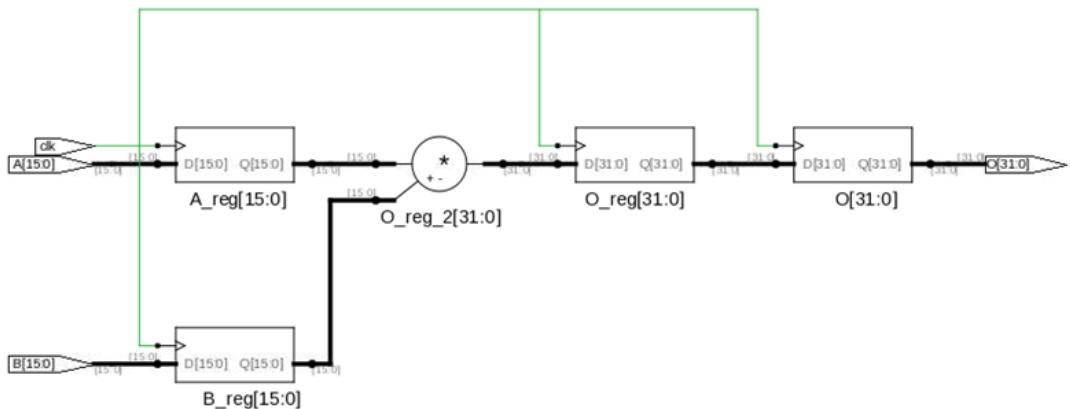 clk
A[15:0]
[15:0]
[15:0]
D[15:0] Q[15:0]
[15:0]
[15:0]
A_reg[15:0]
*
+ -
[15:0]
O_reg_2[31:0]
[31:0]
[31:0]
D[31:0] Q[31:0]
[31:0]
[31:0]
O_reg[31:0]
D[31:0] Q[31:0]
[31:0]
[31:0]
O[31:0]
O[31:0]
B[15:0]
[15:0]
[15:0]
D[15:0] Q[15:0]
[15:0]
B_reg[15:0]